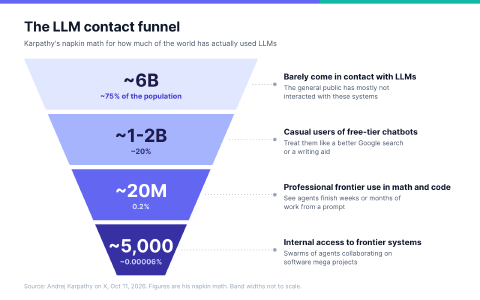 The LLM contact funnel
Karpathy's napkin math for how much of the world has actually used LLMs
~6B
~75% of the population
Barely come in contact with LLMs
The general public has mostly not
interacted with these systems
~1-2B
~20%
Casual users of free-tier chatbots
Treat them like a better Google search
or a writing aid
~20M
0.2%
Professional frontier use in math and code
See agents finish weeks or months of
work from a prompt
~5,000
~0.00006%
Internal access to frontier systems
Swarms of agents collaborating on
software mega projects
Source: Andrej Karpathy on X, Oct 11, 2026. Figures are his napkin math. Band widths not to scale.